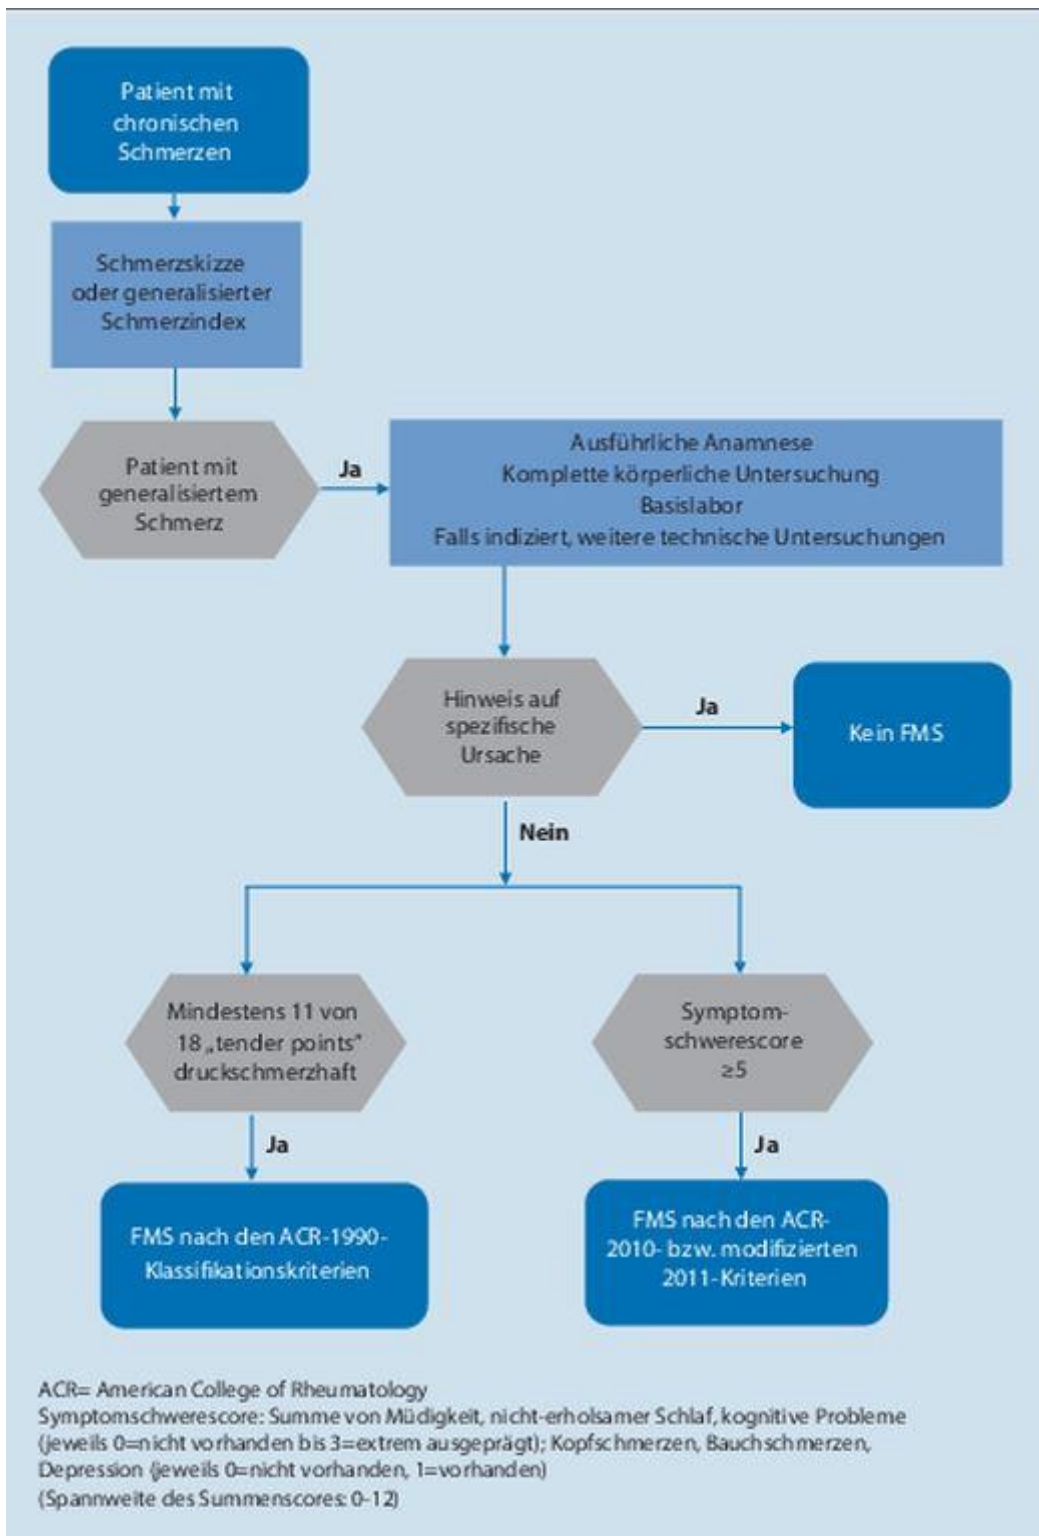 Patient mit
chronischen
Schmerzen
Schmerzskizze
oder generalisierter
Schmerzindex
Patient mit
generalisiertem
Schmerz
Ja
Ausführliche Anamnese
Komplette körperliche Untersuchung
Basislabor
Falls indiziert, weitere technische Untersuchungen
Hinweis auf
spezifische
Ursache
Ja
Kein FMS
Nein
Mindestens 11 von
18 „tender points“
druckschmerzhaft
Symptom-
schwerescore
≥5
Ja
Ja
FMS nach den ACR-1990-
Klassifikationskriterien
FMS nach den ACR-
2010- bzw. modifizierten
2011-Kriterien
ACR= American College of Rheumatology
Symptomschwerescore: Summe von Müdigkeit, nicht-erholsamer Schlaf, kognitive Probleme
(jeweils 0=nicht vorhanden bis 3=extrem ausgeprägt); Kopfschmerzen, Bauchschmerzen,
Depression (jeweils 0=nicht vorhanden, 1=vorhanden)
(Spannweite des Summenscores: 0-12)